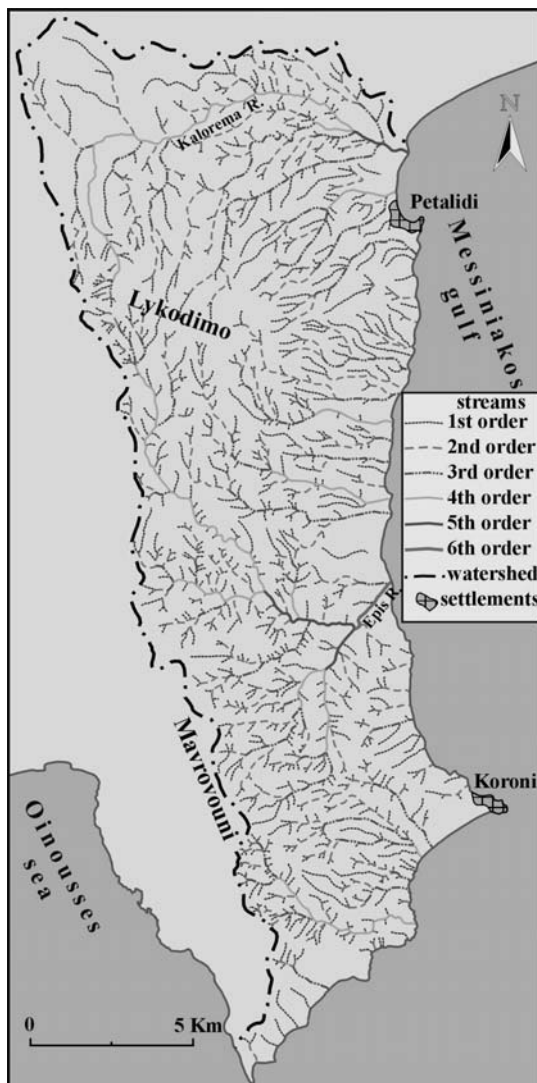 Kalorema R.
N
Petalidi
Messiniakos
gulf
Lykodimo
streams
1st order
2nd order
3rd order
4th order
5th order
6th order
watershed
settlements
Epis R.
Mavrovouni
Koroni
Oinousses
sea
0
5 Km